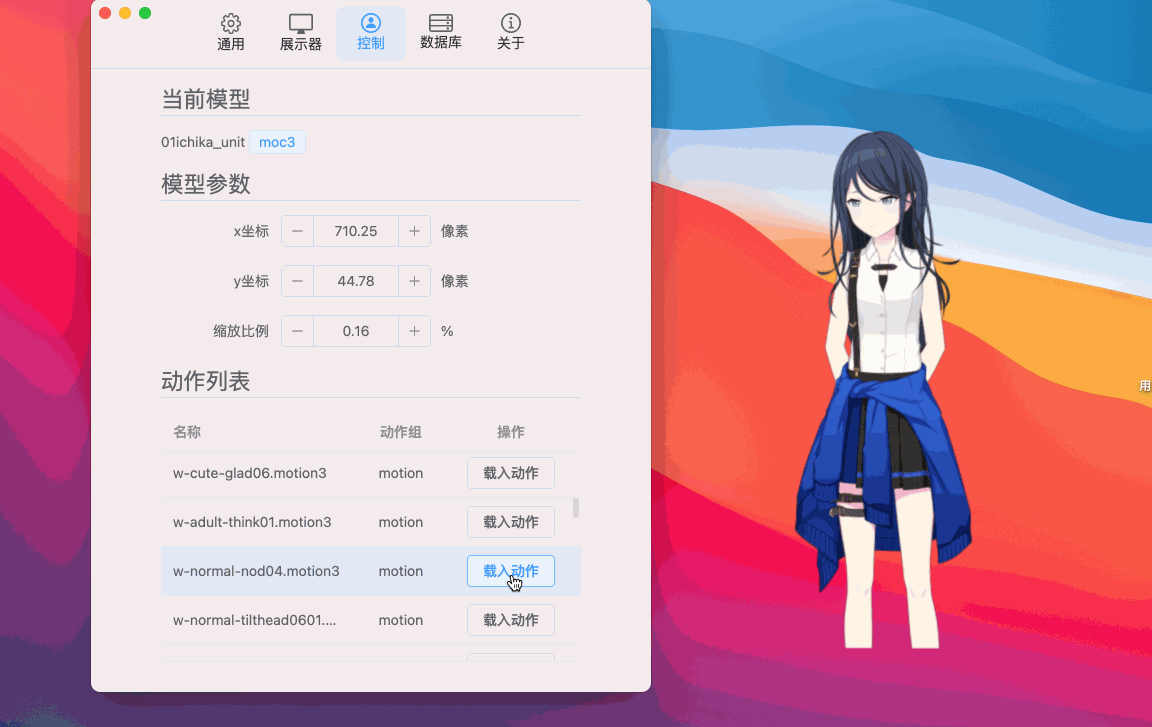 通用 展示器 控制 数据库 关于
当前模型
01ichika_unit moc3
模型参数
x坐标 − 710.25 + 像素
y坐标 − 44.78 + 像素
缩放比例 − 0.16 + %
动作列表
名称 动作组 操作
w-cute-glad06.motion3 motion 载入动作
w-adult-think01.motion3 motion 载入动作
w-normal-nod04.motion3 motion 载入动作
w-normal-tilthead0601.... motion 载入动作
用